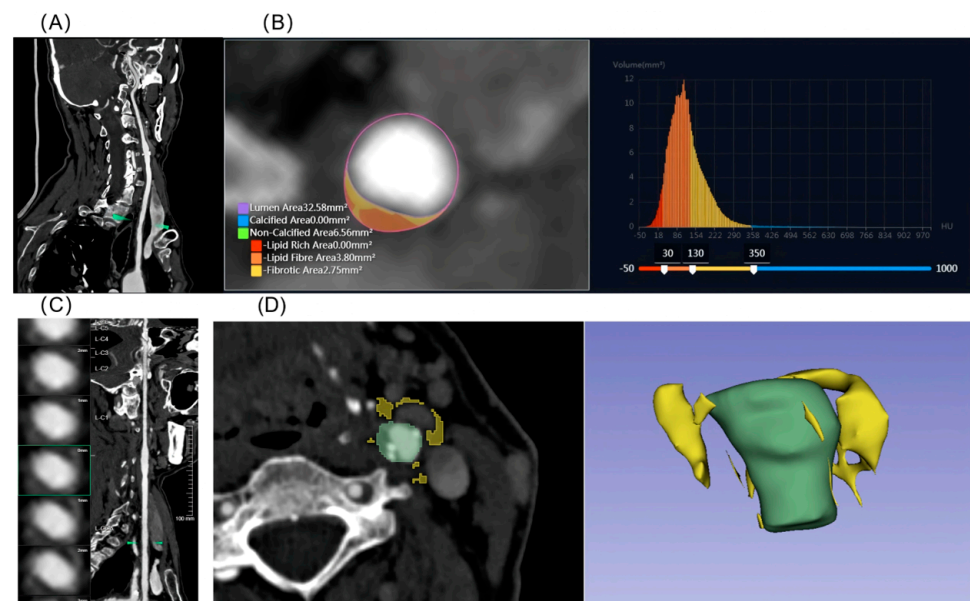 (A)
(B)
Lumen Area32.58mm²
Calcified Area0.00mm²
Non-Calcified Area6.56mm²
-Lipid Rich Area0.00mm²
-Lipid Fibre Area3.80mm²
-Fibrotic Area2.75mm²
Volume(mm³)
12
10
8
6
4
2
0
-50 18 86 154 222 290 358 426 494 562 630 698 766 834 902 970 HU
30 130 350
-50 1000
(C)
(D)
L-C4
L-C3
L-C2
L-C1
100 mm